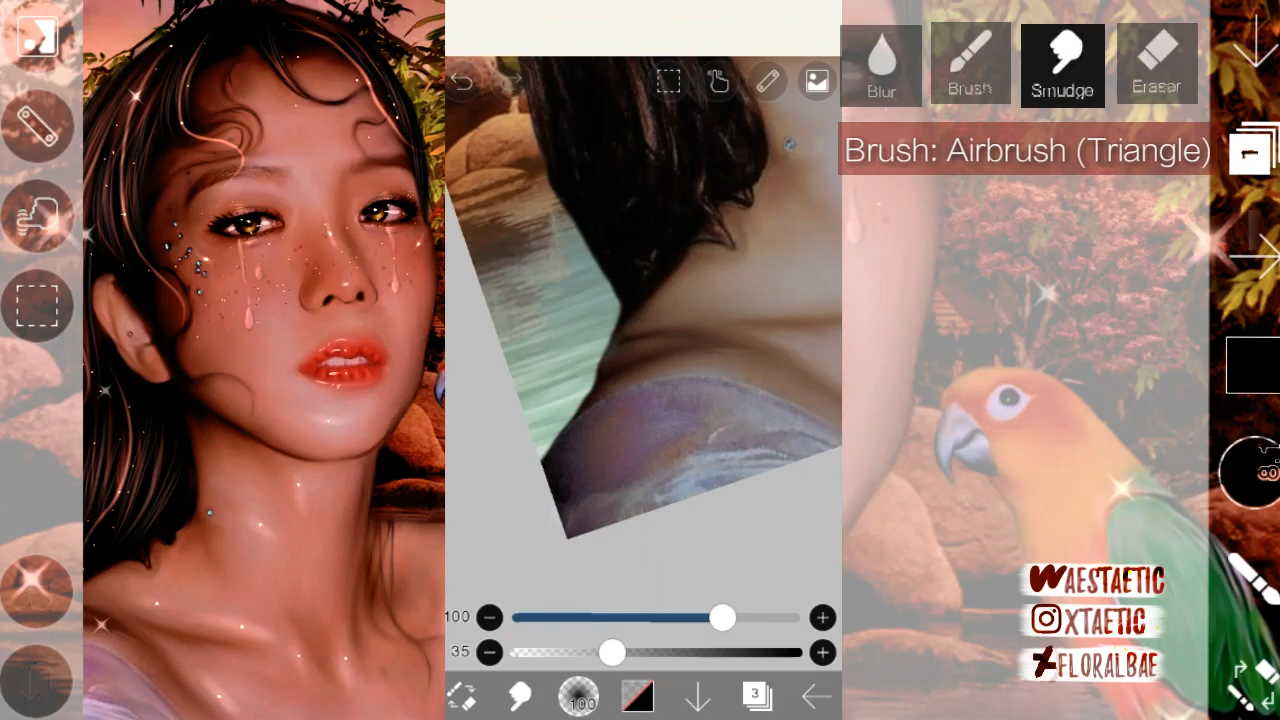 Blur
Brush
Smudge
Eraser
Brush: Airbrush (Triangle)
100
35
100
3
WAESTAETIC
XTAETIC
FLORALBAE